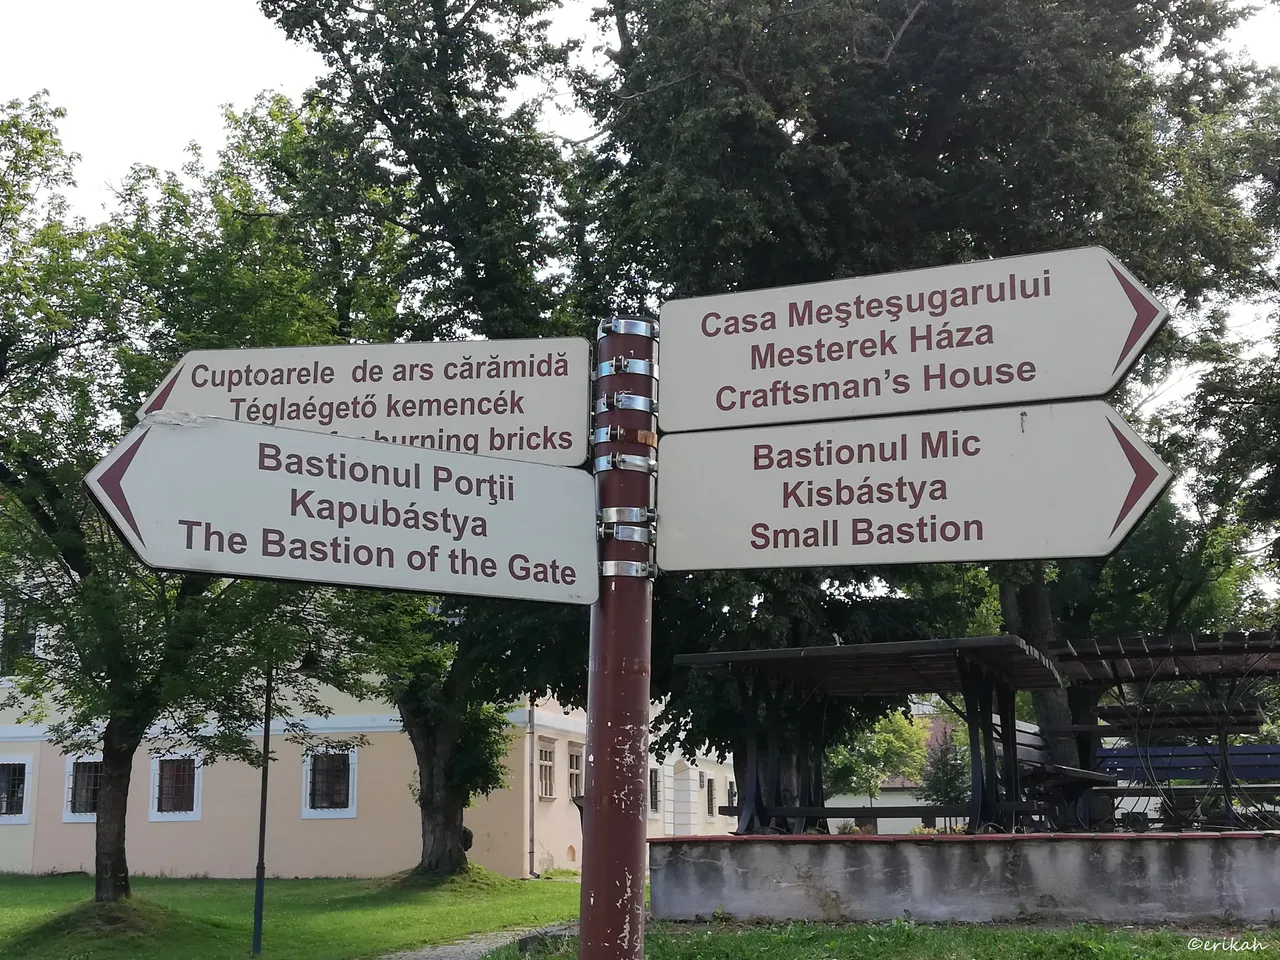 Cuptoarele de ars cărămidă
Téglaégető kemencék
burning bricks
Bastionul Porţii
Kapubástya
The Bastion of the Gate
Casa Meşteşugarului
Mesterek Háza
Craftsman's House
Bastionul Mic
Kisbástya
Small Bastion
©erikah